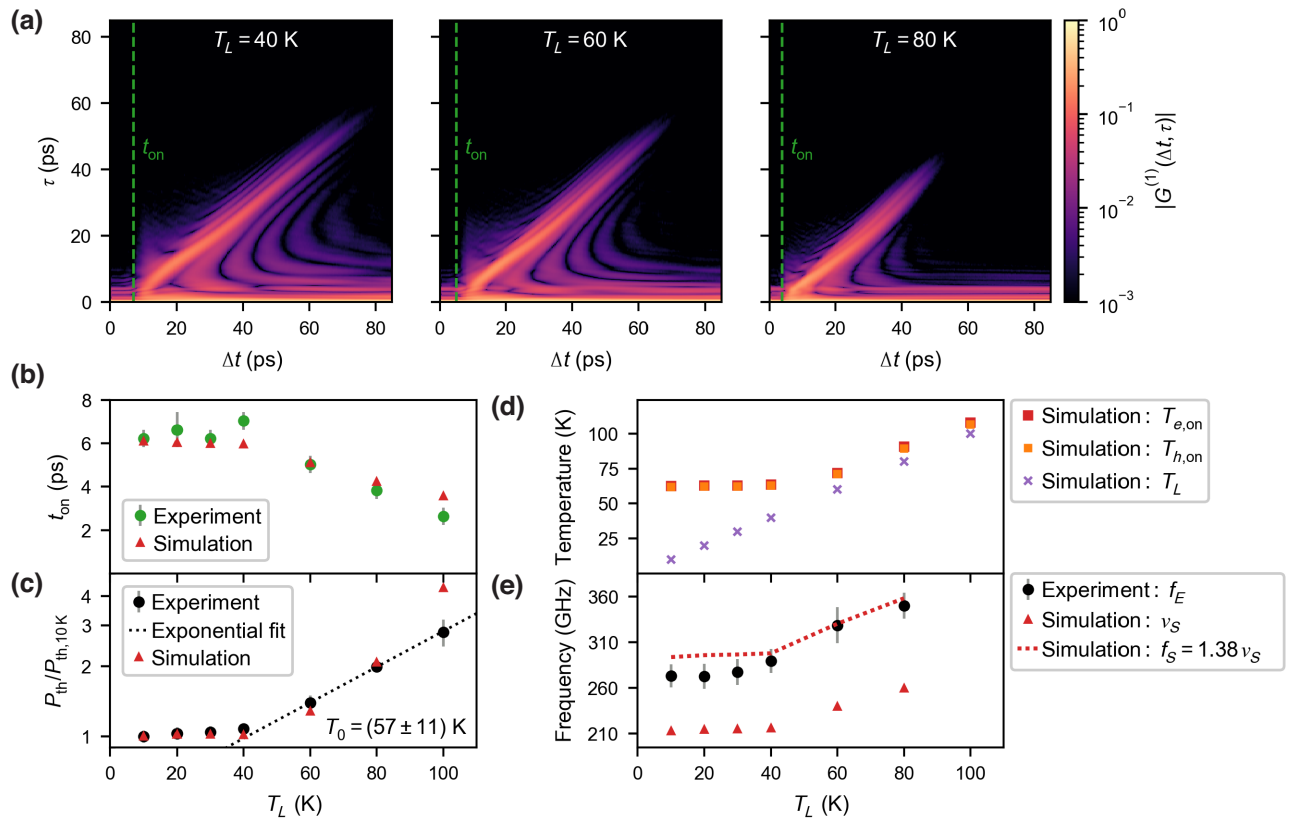 (a)
T_L = 40 K
T_L = 60 K
T_L = 80 K
t_on
t_on
t_on
80
60
40
20
0
τ (ps)
0 20 40 60 80
0 20 40 60 80
0 20 40 60 80
Δt (ps)
Δt (ps)
Δt (ps)
10^0
10^-1
10^-2
10^-3
|G^(1)(Δt, τ)|
(b)
8
6
4
2
t_on (ps)
Experiment
Simulation
(c)
4
3
2
1
P_th/P_th,10 K
Experiment
Exponential fit
Simulation
T_0 = (57 ± 11) K
0 20 40 60 80 100
T_L (K)
(d)
100
75
50
25
Temperature (K)
Simulation : T_e,on
Simulation : T_h,on
Simulation : T_L
(e)
360
310
260
210
Frequency (GHz)
Experiment : f_E
Simulation : ν_S
Simulation : f_S = 1.38 ν_S
0 20 40 60 80 100
T_L (K)